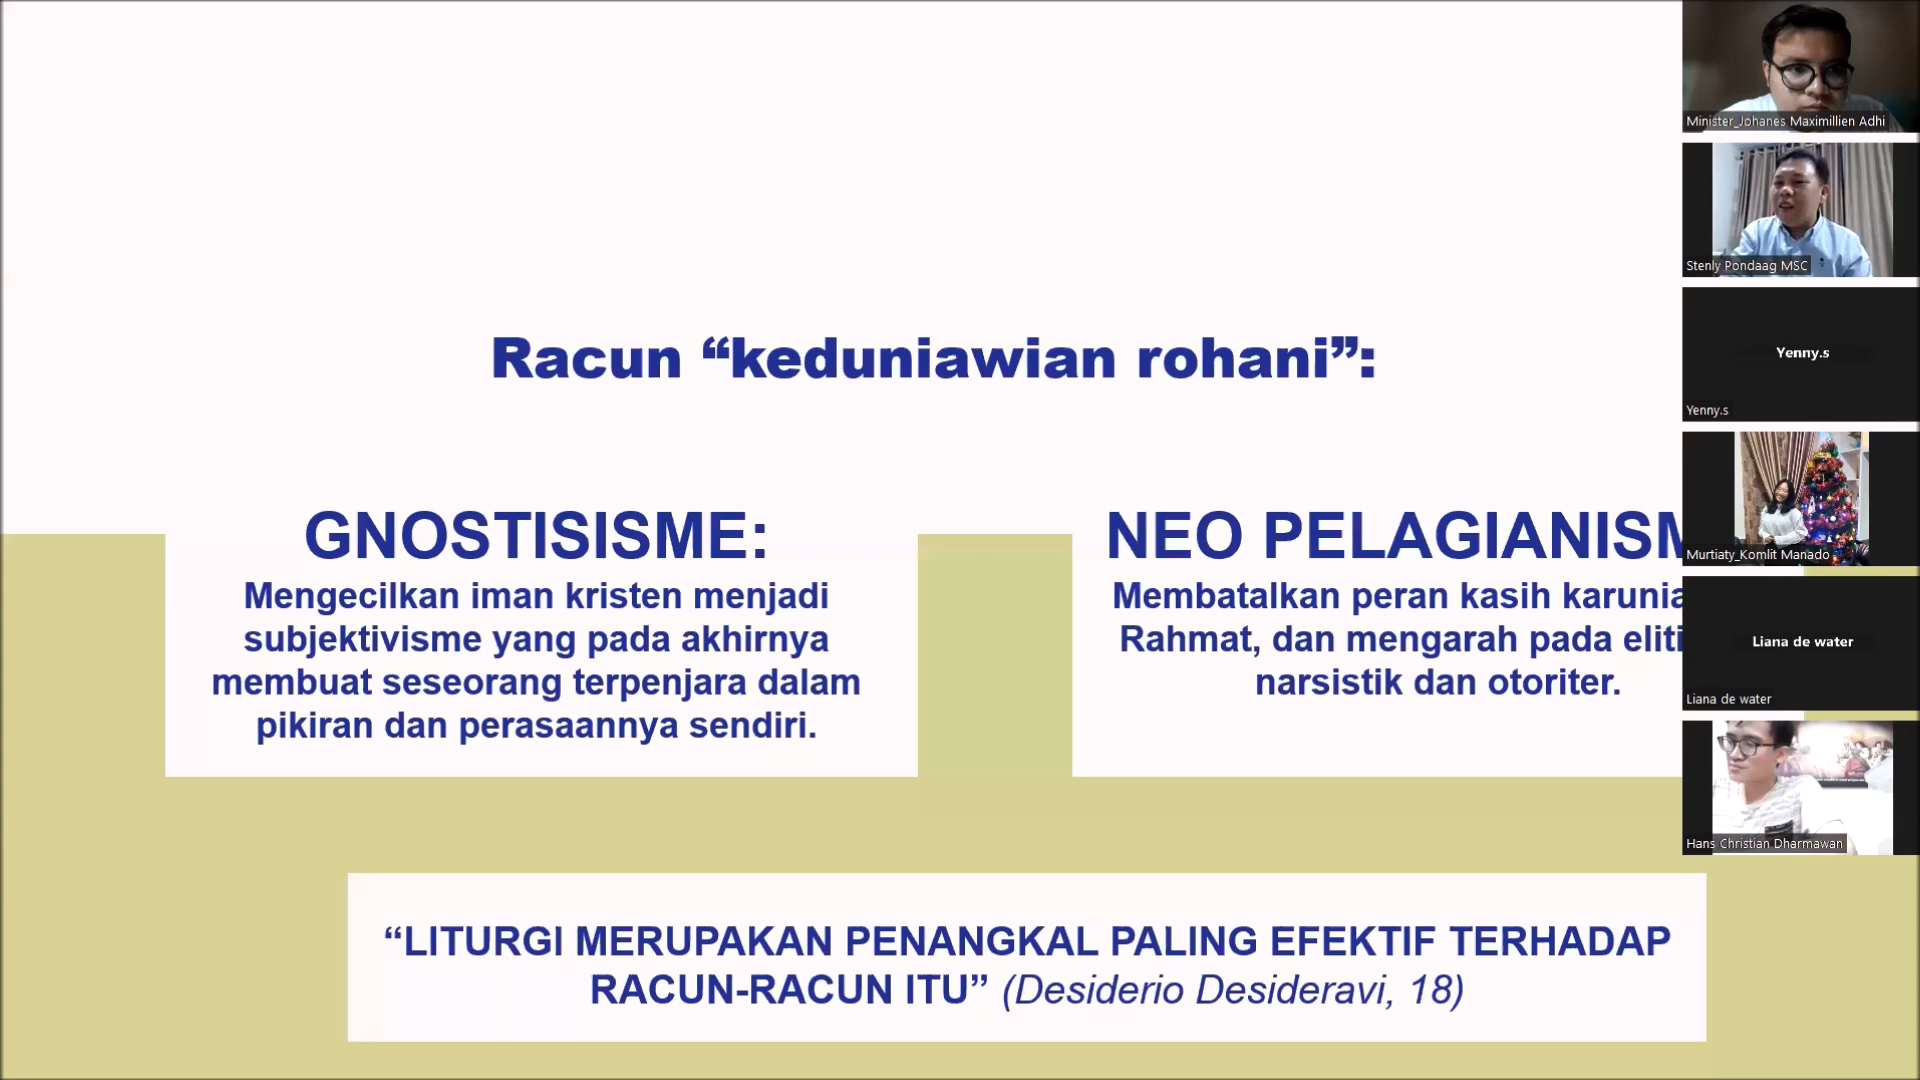 Racun “keduniawian rohani”:
GNOSTISISME:
Mengecilkan iman kristen menjadi
subjektivisme yang pada akhirnya
membuat seseorang terpenjara dalam
pikiran dan perasaannya sendiri.
NEO PELAGIANISM
Membatalkan peran kasih karunia
Rahmat, dan mengarah pada eliti
narsistik dan otoriter.
“LITURGI MERUPAKAN PENANGKAL PALING EFEKTIF TERHADAP
RACUN-RACUN ITU” (Desiderio Desideravi, 18)
Minister_Johanes Maximillien Adhi
Stenly Pondaag MSC
Yenny.s
Yenny.s
Murtiaty_Komlit Manado
Liana de water
Liana de water
Hans Christian Dharmawan